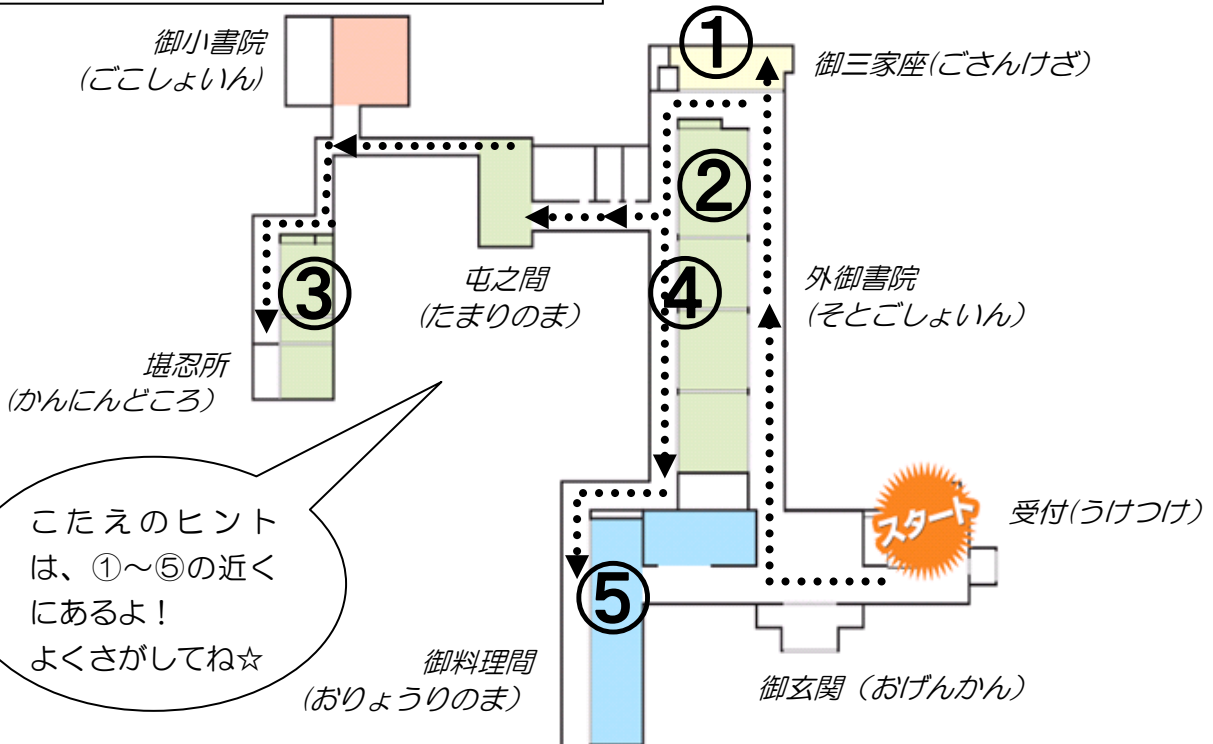 御小書院
(ごこしょいん)
①
御三家座(ごさんけざ)
②
③
屯之間
(たまりのま)
④
外御書院
(そとごしょいん)
堪忍所
(かんにんどころ)
こたえのヒント
は、①～⑤の近く
にあるよ！
よくさがしてね☆
スタート
受付(うけつけ)
⑤
御料理間
(おりょうりのま)
御玄関（おげんかん）